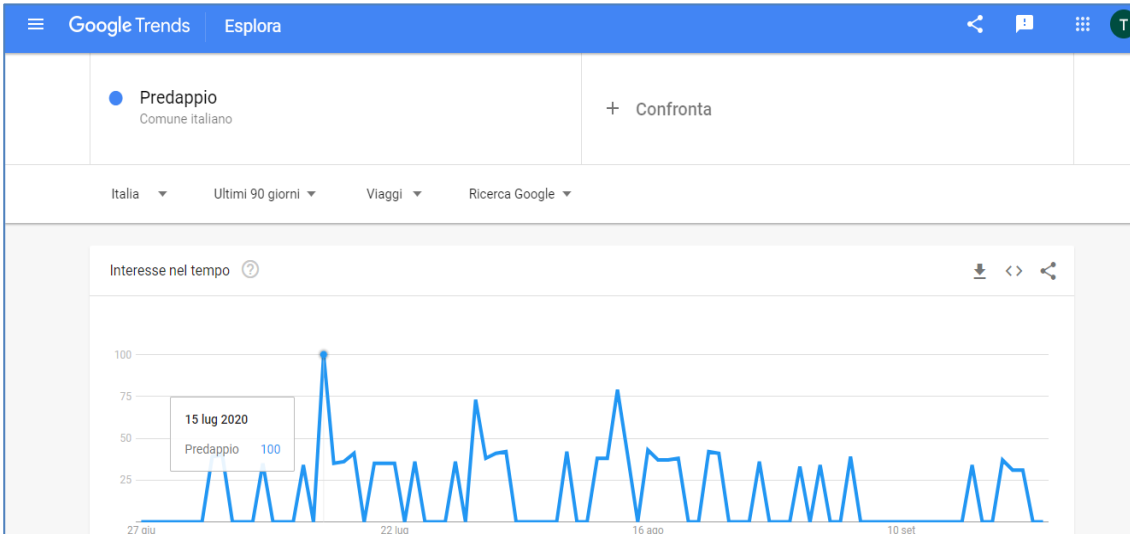 Google Trends Esplora T
Predappio
Comune italiano
+ Confronta
Italia Ultimi 90 giorni Viaggi Ricerca Google
Interesse nel tempo ?
100
75
50
25
15 lug 2020
Predappio 100
27 giu 22 lug 16 ago 10 set